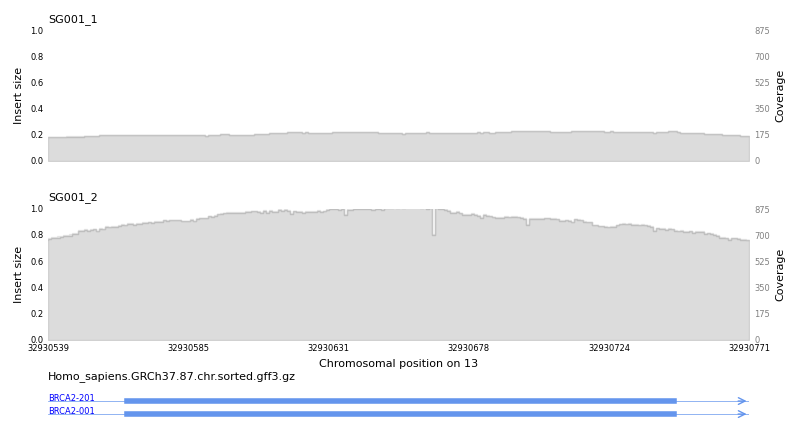 SG001_1
1.0
0.8
0.6
0.4
0.2
0.0
Insert size
875
700
525
350
175
0
Coverage
SG001_2
1.0
0.8
0.6
0.4
0.2
0.0
Insert size
875
700
525
350
175
0
Coverage
32930539 32930585 32930631 32930678 32930724 32930771
Chromosomal position on 13
Homo_sapiens.GRCh37.87.chr.sorted.gff3.gz
BRCA2-201
BRCA2-001